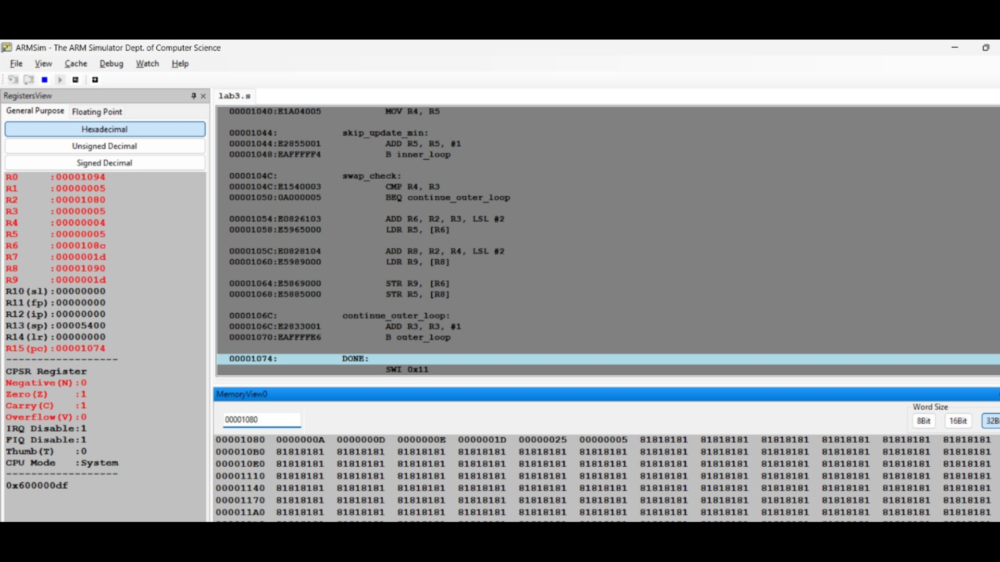 ARMSim - The ARM Simulator Dept. of Computer Science
File View Cache Debug Watch Help
RegistersView
General Purpose Floating Point
Hexadecimal
Unsigned Decimal
Signed Decimal
R0 :00001094
R1 :00000005
R2 :00001080
R3 :00000005
R4 :00000004
R5 :00000005
R6 :0000108c
R7 :0000001d
R8 :00001090
R9 :0000001d
R10(sl):00000000
R11(fp):00000000
R12(ip):00000000
R13(sp):00005400
R14(lr):00000000
R15(pc):00001074
-------------------
CPSR Register
Negative(N):0
Zero(Z) :1
Carry(C) :1
Overflow(V):0
IRQ Disable:1
FIQ Disable:1
Thumb(T) :0
CPU Mode :System
-------------------
0x600000df
lab3.s
00001040:E1A04005 MOV R4, R5
00001044: skip_update_min:
00001044:E2855001 ADD R5, R5, #1
00001048:EAFFFFF4 B inner_loop
0000104C: swap_check:
0000104C:E1540003 CMP R4, R3
00001050:0A000005 BEQ continue_outer_loop
00001054:E0826103 ADD R6, R2, R3, LSL #2
00001058:E5965000 LDR R5, [R6]
0000105C:E0828104 ADD R8, R2, R4, LSL #2
00001060:E5989000 LDR R9, [R8]
00001064:E5869000 STR R9, [R6]
00001068:E5885000 STR R5, [R8]
0000106C: continue_outer_loop:
0000106C:E2833001 ADD R3, R3, #1
00001070:EAFFFFE6 B outer_loop
00001074: DONE:
SWI 0x11
MemoryView0
00001080
Word Size
8Bit 16Bit 32Bi
00001080 0000000A 0000000D 0000000E 0000001D 00000025 00000005 81818181 81818181 81818181 81818181 81818181 81818181
000010B0 81818181 81818181 81818181 81818181 81818181 81818181 81818181 81818181 81818181 81818181 81818181 81818181
000010E0 81818181 81818181 81818181 81818181 81818181 81818181 81818181 81818181 81818181 81818181 81818181 81818181
00001110 81818181 81818181 81818181 81818181 81818181 81818181 81818181 81818181 81818181 81818181 81818181 81818181
00001140 81818181 81818181 81818181 81818181 81818181 81818181 81818181 81818181 81818181 81818181 81818181 81818181
00001170 81818181 81818181 81818181 81818181 81818181 81818181 81818181 81818181 81818181 81818181 81818181 81818181
000011A0 81818181 81818181 81818181 81818181 81818181 81818181 81818181 81818181 81818181 81818181 81818181 81818181